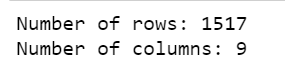 Number of rows: 1517
Number of columns: 9